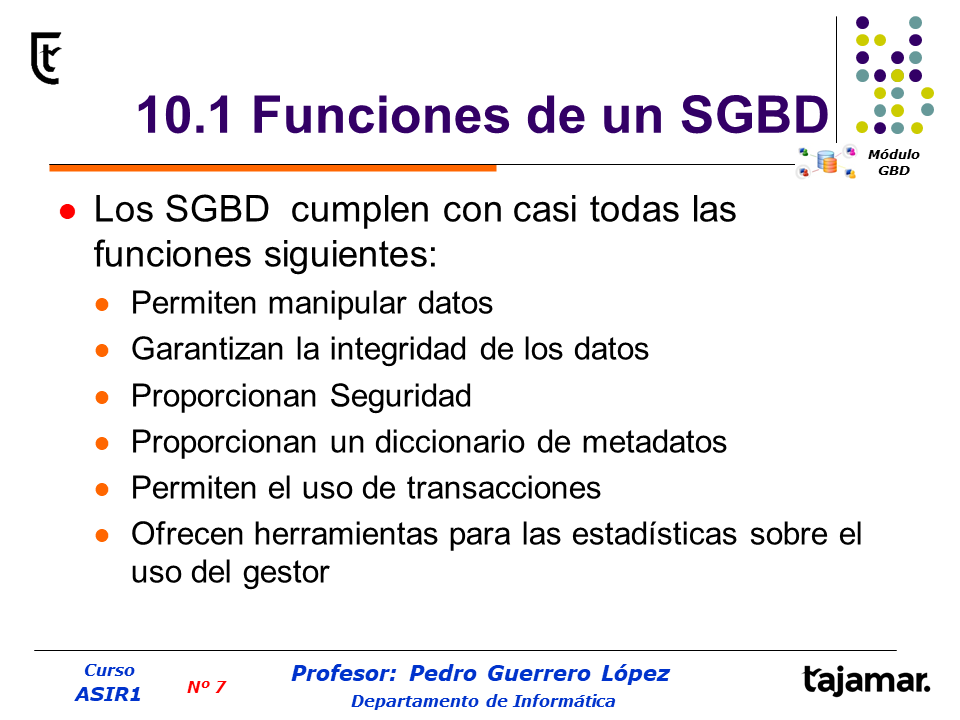 10.1 Funciones de un SGBD
Módulo
GBD
Los SGBD cumplen con casi todas las
funciones siguientes:
Permiten manipular datos
Garantizan la integridad de los datos
Proporcionan Seguridad
Proporcionan un diccionario de metadatos
Permiten el uso de transacciones
Ofrecen herramientas para las estadísticas sobre el
uso del gestor
Curso
ASIR1
Nº 7
Profesor: Pedro Guerrero López
Departamento de Informática
tajamar.